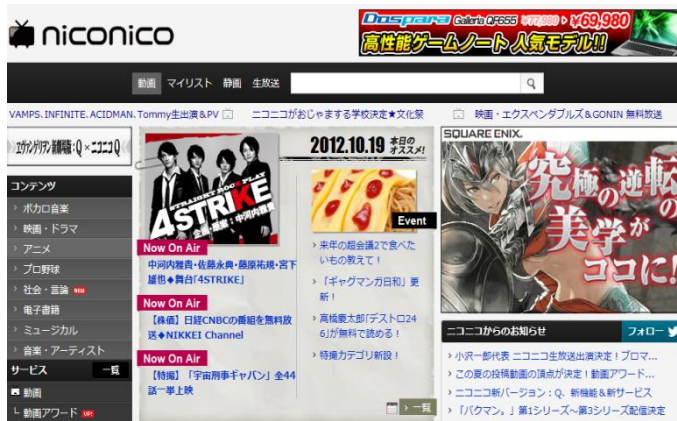 niconico
Dospara Galleria QF655 ¥77,980 ▶ ¥69,980
高性能ゲームノート 人気モデル!!
動画 マイリスト 静画 生放送
VAMPS、INFINITE、ACIDMAN、Tommy生出演&PV
ニコニコがおじゃまする学校決定★文化祭
映画・エクスペンダブルズ&GONIN 無料放送
ヱヴァンゲリヲン新劇場版:Q × ニコニコQ
コンテンツ
ボカロ音楽
映画・ドラマ
アニメ
プロ野球
社会・言論 NEW
電子書籍
ミュージカル
音楽・アーティスト
サービス 一覧
動画
└ 動画アワード UP!
2012.10.19 本日のオススメ!
STRAIGHT ROCK PLAY
4STRIKE
企画・原案:中河内雅貴
Now On Air
中河内雅貴・佐藤永典・藤原祐規・宮下
雄也◆舞台「4STRIKE」
Now On Air
【株価】日経CNBCの番組を無料放
送◆NIKKEI Channel
Now On Air
【特撮】「宇宙刑事ギャバン」全44
話一挙上映
Event
来年の超会議2で食べた
いもの教えて!
「ギャグマンガ日和」更
新!
高橋慶太郎「デストロ24
6」が無料で読める!
特撮カテゴリ新設!
一覧
SQUARE ENIX.
究極の逆転の
美学が
ココに!
ニコニコからのお知らせ
フォロー
小沢一郎代表 ニコニコ生放送出演決定!プロマ...
この夏の投稿動画の頂点が決定!動画アワード...
ニコニコ新バージョン:Q、新機能&新サービス
「バクマン。」第1シリーズ~第3シリーズ配信決定